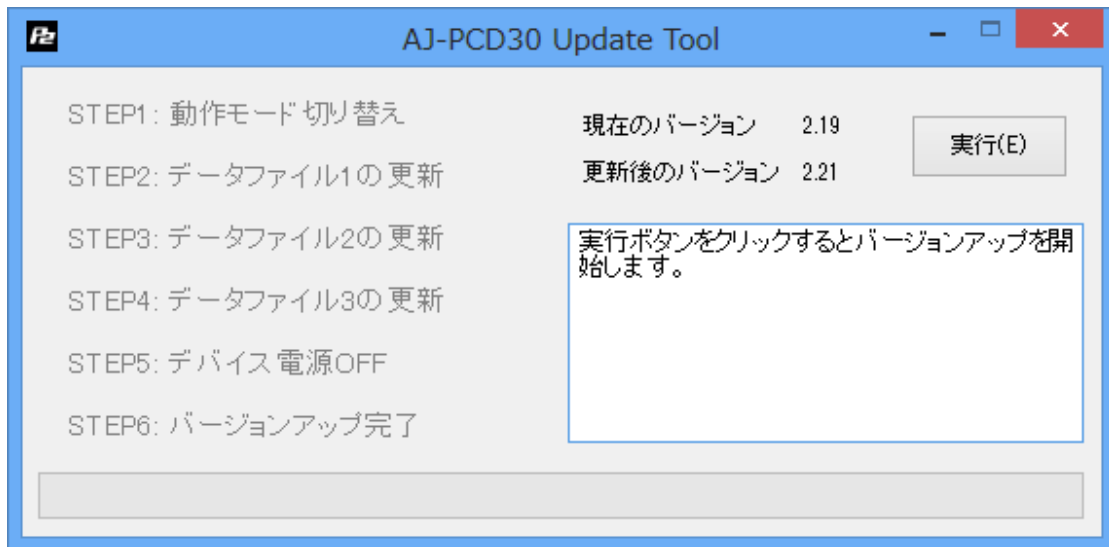 P2
AJ-PCD30 Update Tool
STEP1: 動作モード切り替え
STEP2: データファイル1の更新
STEP3: データファイル2の更新
STEP4: データファイル3の更新
STEP5: デバイス電源OFF
STEP6: バージョンアップ完了
現在のバージョン 2.19
更新後のバージョン 2.21
実行(E)
実行ボタンをクリックするとバージョンアップを開
始します。